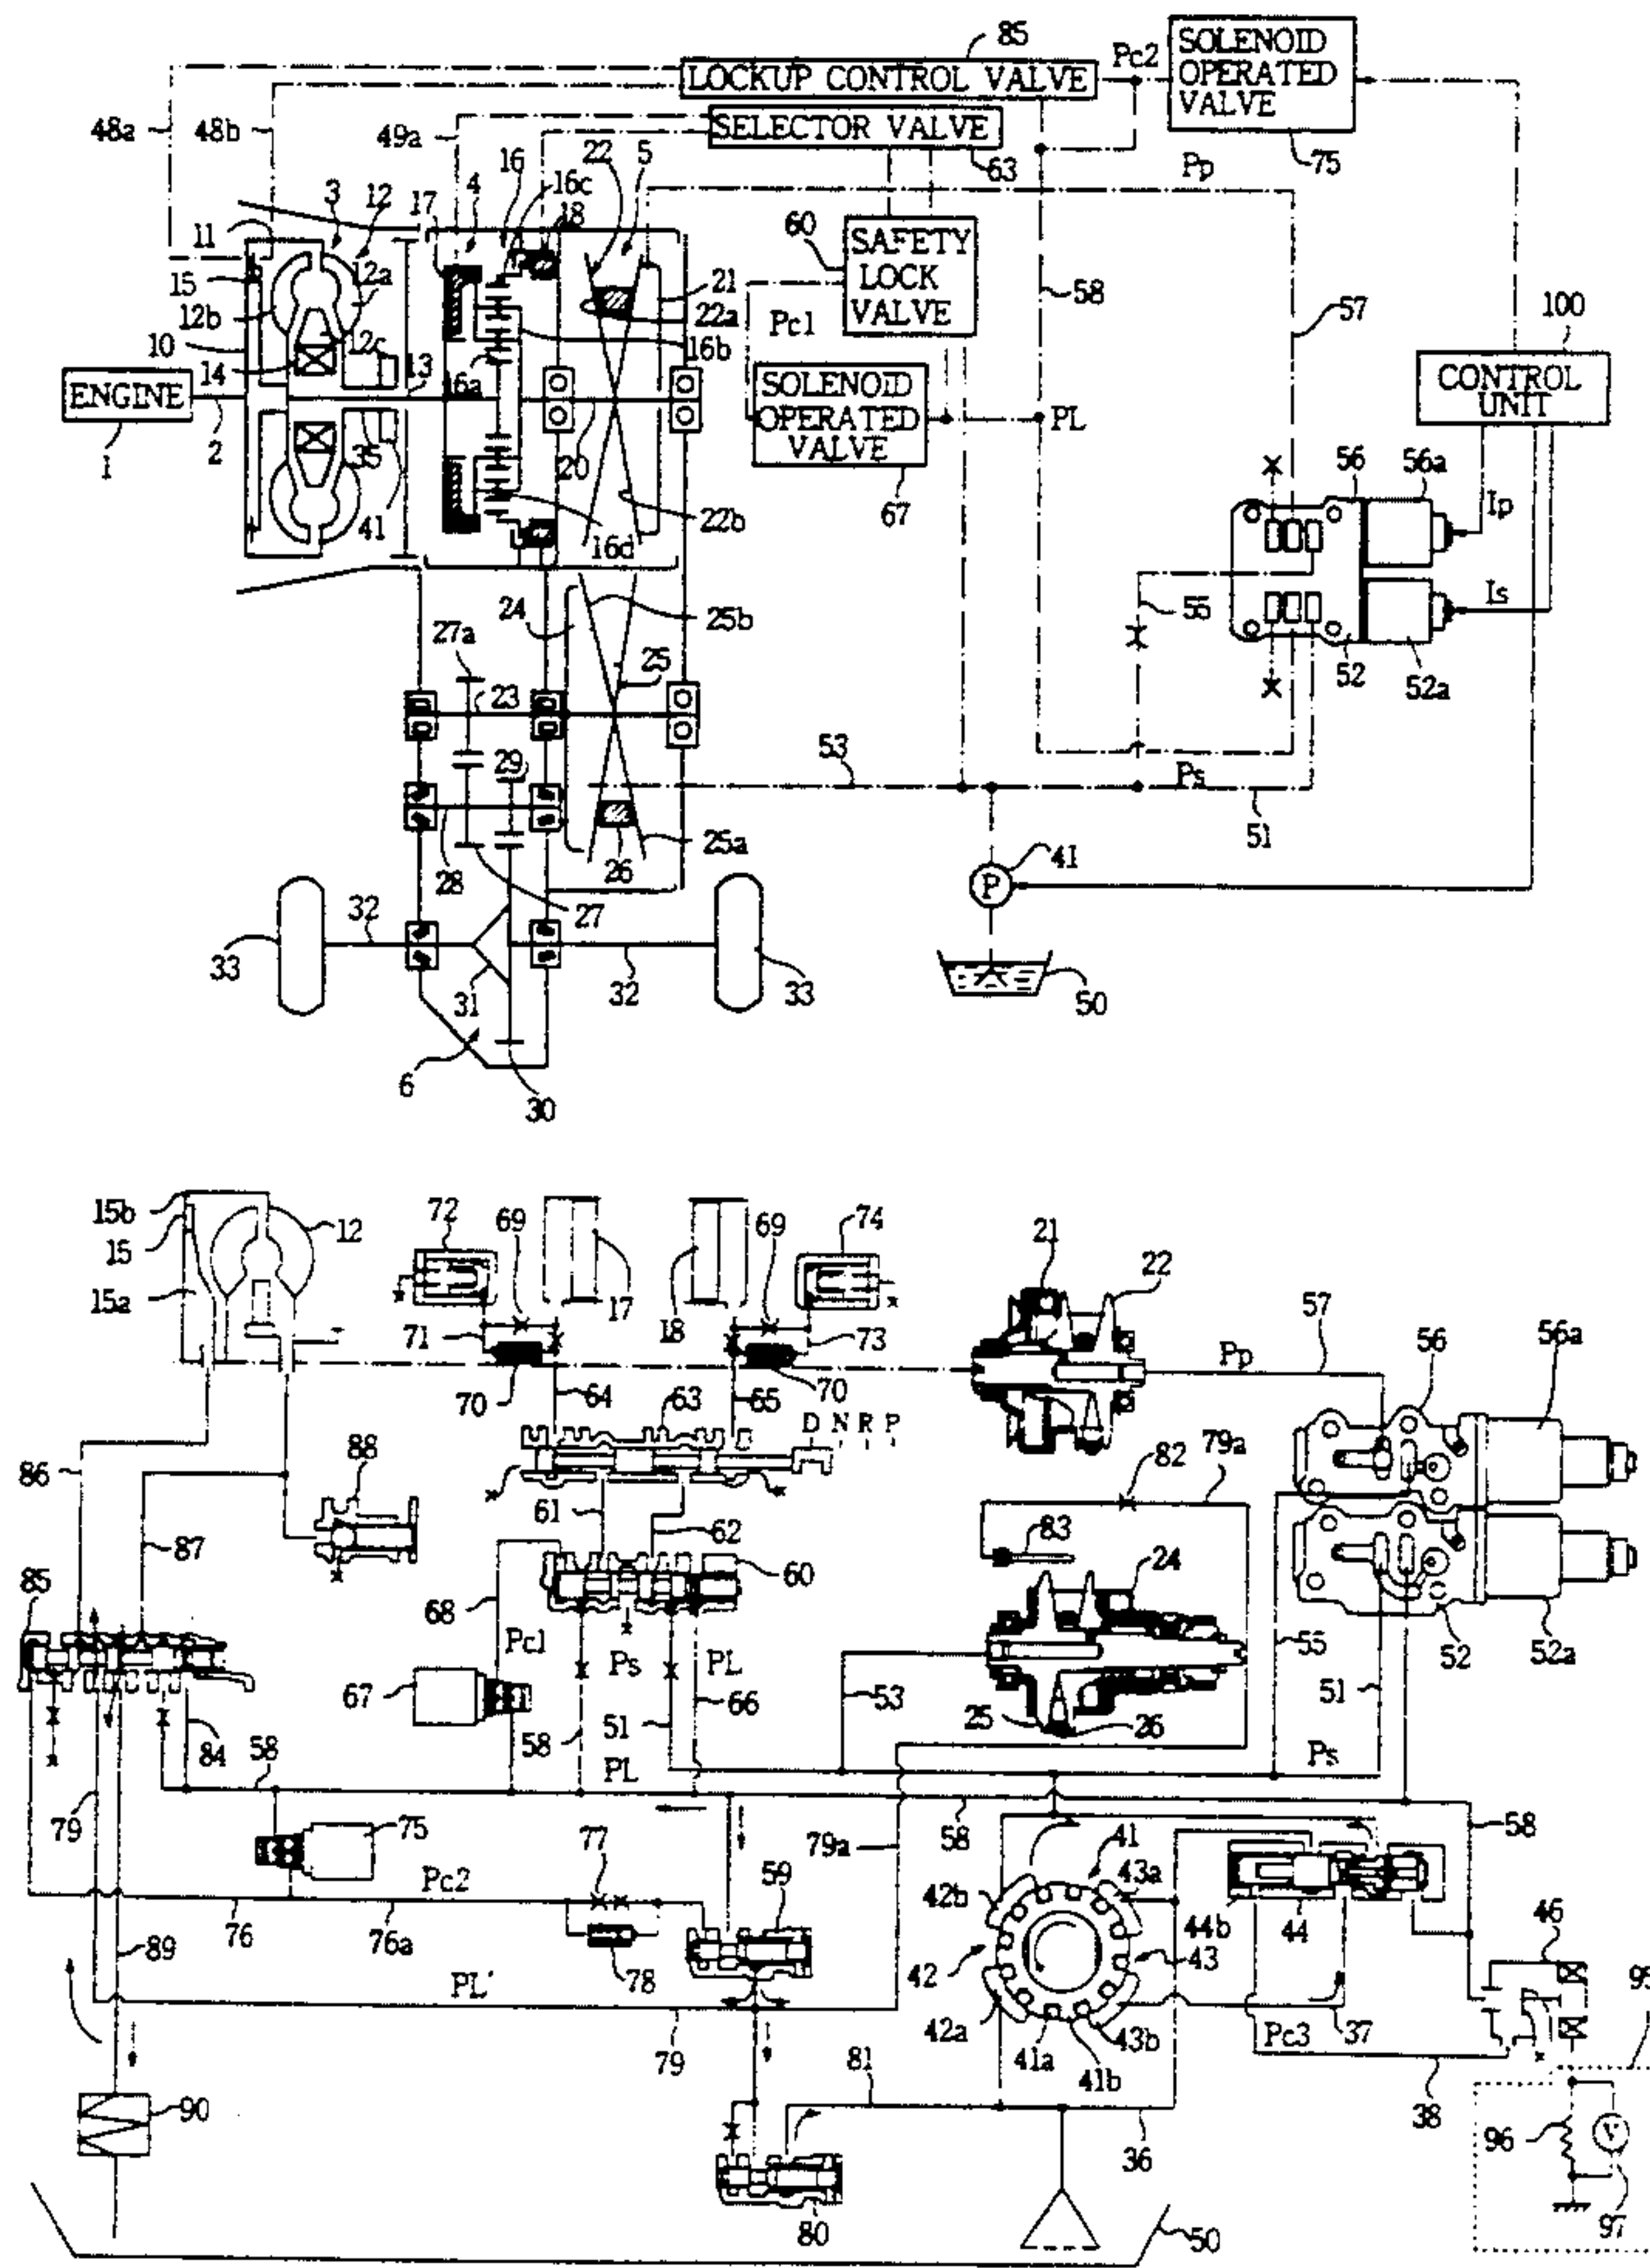 85
Pc2
SOLENOID
OPERATED
VALVE
LOCKUP CONTROL VALVE
48a
48b
49a
SELECTOR VALVE
22
5
63
75
16
16c
Pp
17
4
18
3
12
11
60
SAFETY
LOCK
VALVE
15
12a
21
58
12b
22a
Pc1
57
100
10
12c
16b
CONTROL
UNIT
14
13
16a
ENGINE
SOLENOID
OPERATED
VALVE
PL
1
2
35
20
56
56a
41
22b
67
Ip
16d
24
25b
55
Is
27a
25
52
52a
23
29
53
Ps
51
28
26
25a
41
P
27
32
33
31
32
33
50
6
30
15b
12
72
69
69
74
21
22
15
57
15a
17
18
56
56a
71
73
Pp
70
64
63
65
70
D N R P
88
82
79a
86
61
62
83
87
60
24
85
68
Pc1
Ps
PL
55
52
52a
67
53
51
58
51
66
25
26
84
58
PL
Ps
79
75
77
79a
58
41
58
59
43a
Pc2
42b
44b
44
46
76
76a
89
42
43
78
95
PL'
42a
43b
37
79
41a
41b
Pc3
81
38
90
96
V
36
97
80
50